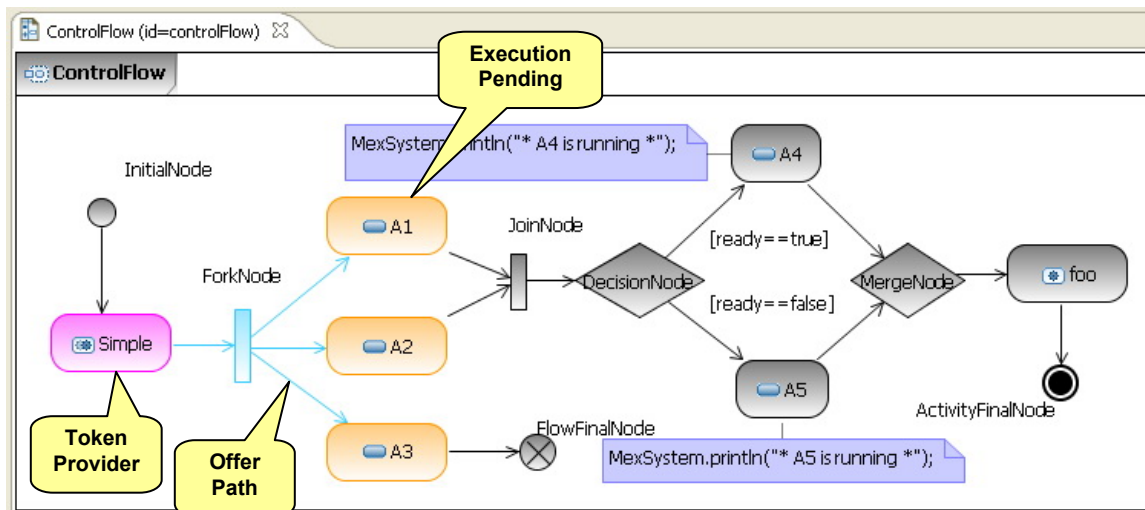 ControlFlow (id=controlFlow)
ControlFlow
Execution
Pending
MexSystem.println("* A4 is running *");
A4
InitialNode
A1
JoinNode
[ready==true]
ForkNode
DecisionNode
MergeNode
foo
[ready==false]
Simple
A2
A5
ActivityFinalNode
Token
Provider
Offer
Path
A3
FlowFinalNode
MexSystem.println("* A5 is running *");